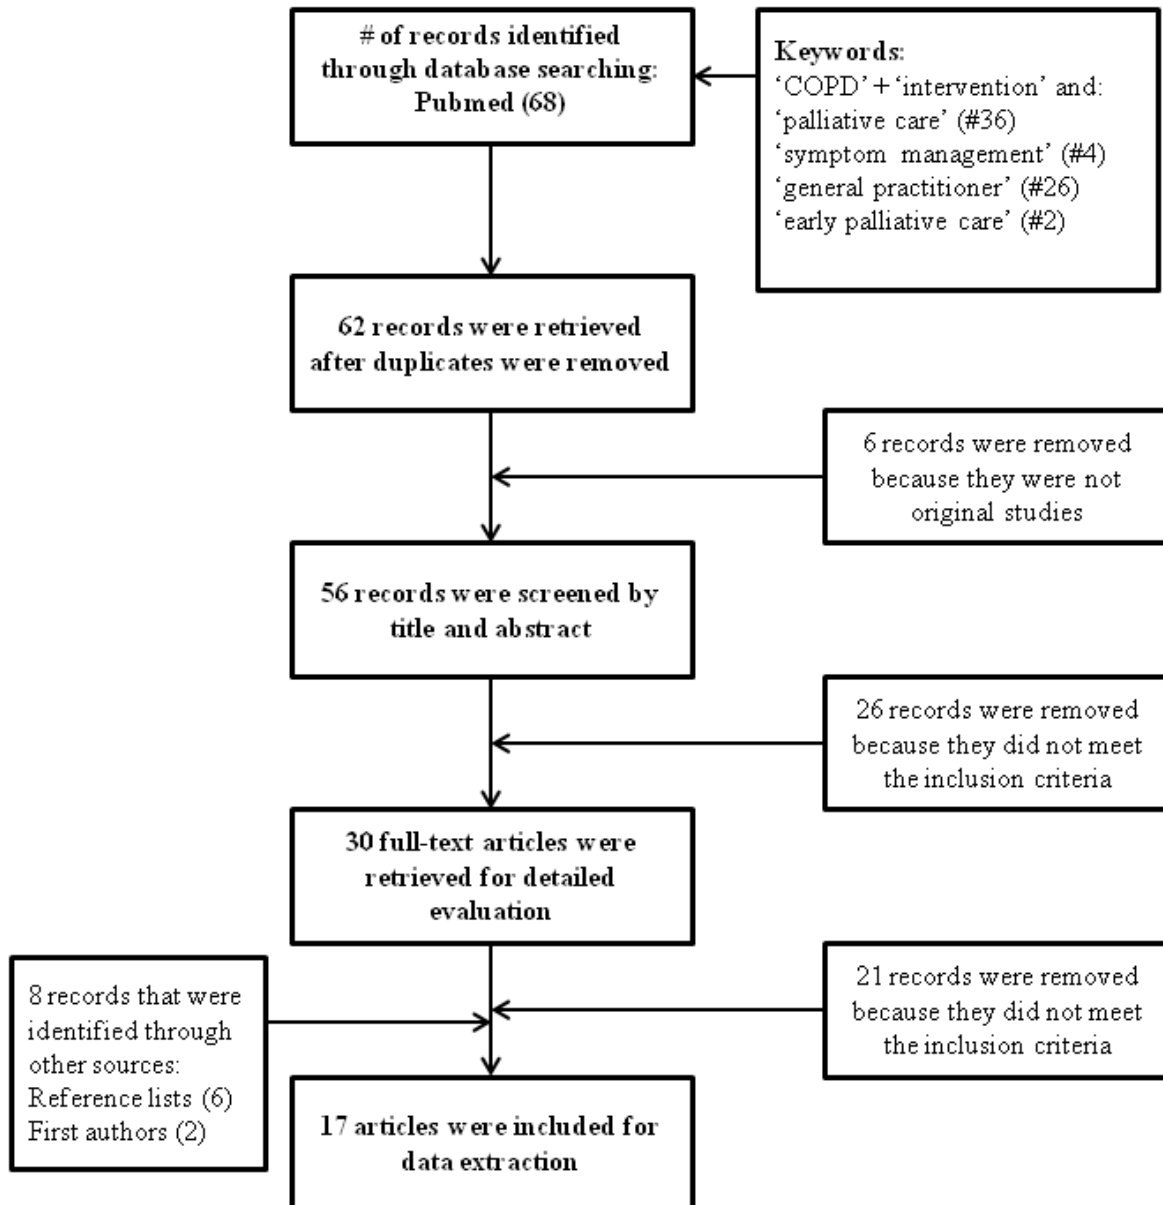 # of records identified
through database searching:
Pubmed (68)
Keywords:
‘COPD’ + ‘intervention’ and:
‘palliative care’ (#36)
‘symptom management’ (#4)
‘general practitioner’ (#26)
‘early palliative care’ (#2)
62 records were retrieved
after duplicates were removed
6 records were removed
because they were not
original studies
56 records were screened by
title and abstract
26 records were removed
because they did not meet
the inclusion criteria
30 full-text articles were
retrieved for detailed
evaluation
21 records were removed
because they did not meet
the inclusion criteria
8 records that were
identified through
other sources:
Reference lists (6)
First authors (2)
17 articles were included for
data extraction